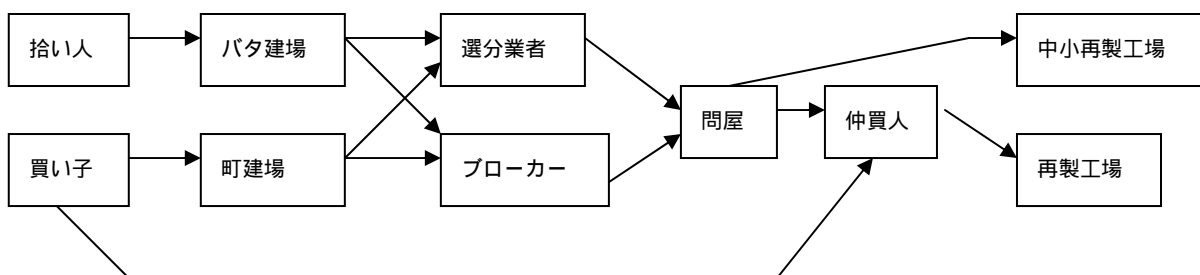 拾い人
バタ建場
選分業者
中小再製工場
問屋
仲買人
買い子
町建場
ブローカー
再製工場